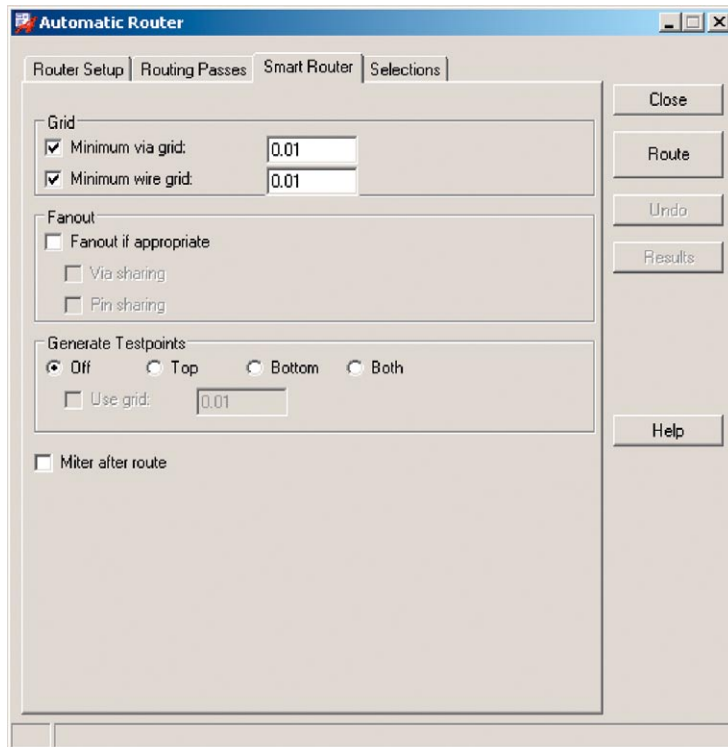 Automatic Router
Router Setup Routing Passes Smart Router Selections
Close
Route
Undo
Results
Help
Grid
Minimum via grid: 0.01
Minimum wire grid: 0.01
Fanout
Fanout if appropriate
Via sharing
Pin sharing
Generate Testpoints
Off Top Bottom Both
Use grid: 0.01
Miter after route